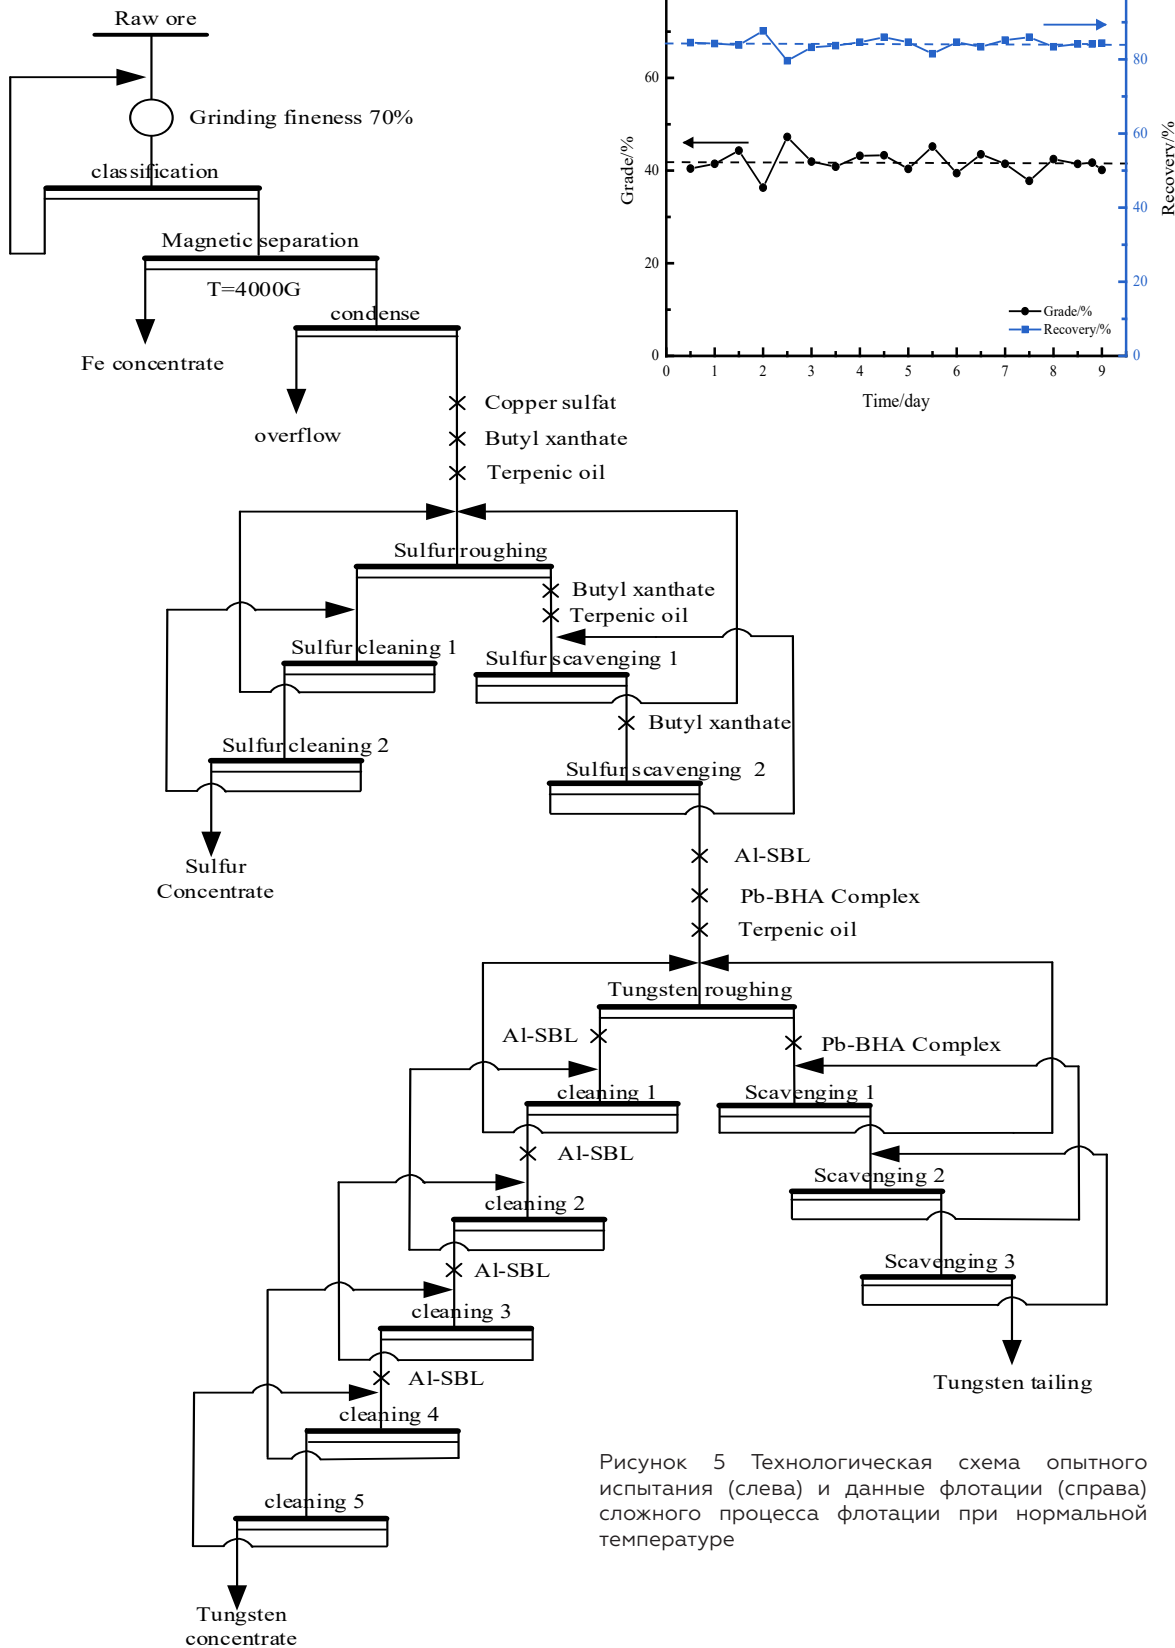 Raw ore
Grinding fineness 70%
classification
Magnetic separation
T=4000G
condense
Fe concentrate
overflow
Copper sulfat
Butyl xanthate
Terpenic oil
Sulfur roughing
Butyl xanthate
Terpenic oil
Sulfur cleaning 1
Sulfur scavenging 1
Butyl xanthate
Sulfur cleaning 2
Sulfur scavenging 2
Sulfur
Concentrate
Al-SBL
Pb-BHA Complex
Terpenic oil
Tungsten roughing
Al-SBL
Pb-BHA Complex
cleaning 1
Scavenging 1
Al-SBL
Scavenging 2
cleaning 2
Al-SBL
Scavenging 3
cleaning 3
Al-SBL
Tungsten tailing
cleaning 4
cleaning 5
Tungsten
concentrate
60
40
20
0
Grade/%
80
60
40
20
0
Recovery/%
Grade/%
Recovery/%
0 1 2 3 4 5 6 7 8 9
Time/day
Рисунок 5 Технологическая схема опытного
испытания (слева) и данные флотации (справа)
сложного процесса флотации при нормальной
температуре